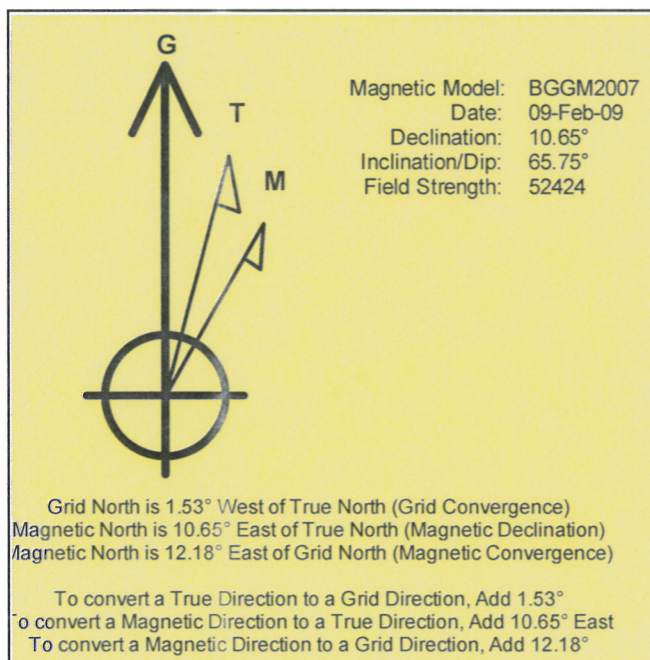 G
T
M
Magnetic Model: BGGM2007
Date: 09-Feb-09
Declination: 10.65°
Inclination/Dip: 65.75°
Field Strength: 52424
Grid North is 1.53° West of True North (Grid Convergence)
Magnetic North is 10.65° East of True North (Magnetic Declination)
Magnetic North is 12.18° East of Grid North (Magnetic Convergence)
To convert a True Direction to a Grid Direction, Add 1.53°
To convert a Magnetic Direction to a True Direction, Add 10.65° East
To convert a Magnetic Direction to a Grid Direction, Add 12.18°